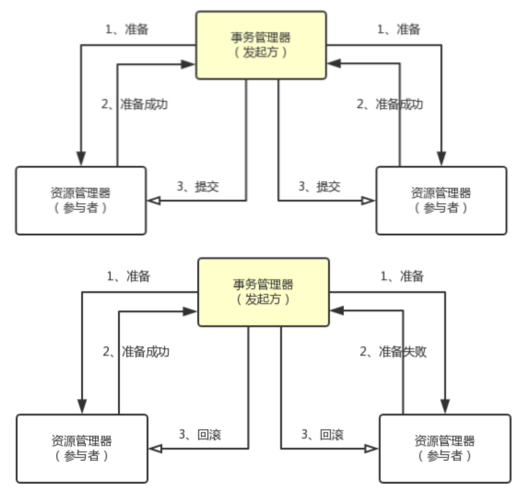 事务管理器
（发起方）
1、准备
1、准备
2、准备成功
2、准备成功
资源管理器
（参与者）
3、提交
3、提交
资源管理器
（参与者）
事务管理器
（发起方）
1、准备
1、准备
2、准备成功
2、准备失败
资源管理器
（参与者）
3、回滚
3、回滚
资源管理器
（参与者）